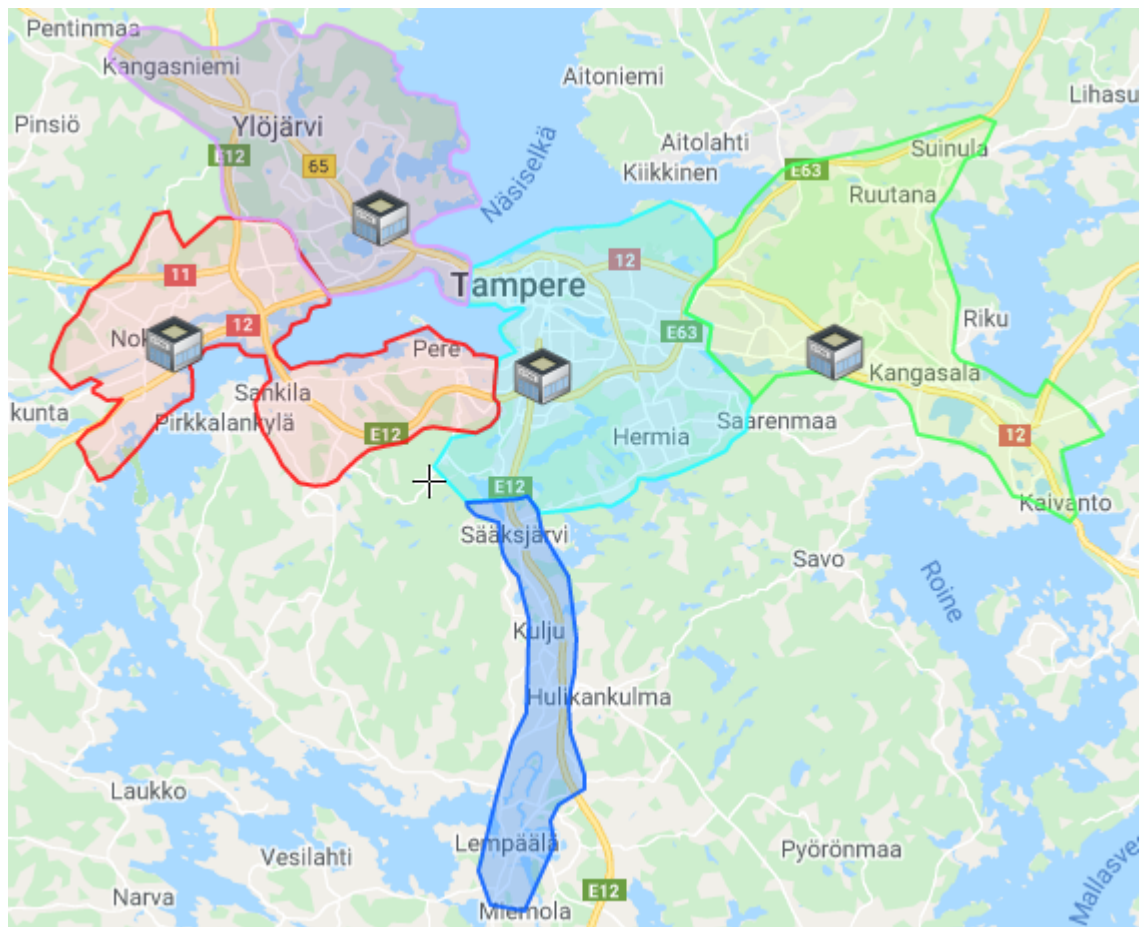 Pentinmaa
Kangasniemi
Aitoniemi
Lihasu
Pinsiö
Ylöjärvi
E12
65
Näsiselkä
Aitolahti
Kiikkinen
E63
Suinula
Ruutana
11
12
Tampere
12
E63
Riku
Nok
Pere
Kangasala
Sankila
kunta
Pirkkalankylä
E12
Hermia
Saarenmaa
12
E12
Kaivanto
Sääksjärvi
Savo
Roine
Kulju
Hulikankulma
Laukko
Lempäälä
Vesilahti
Pyörönmaa
Mallasves
Narva
E12
Miemola